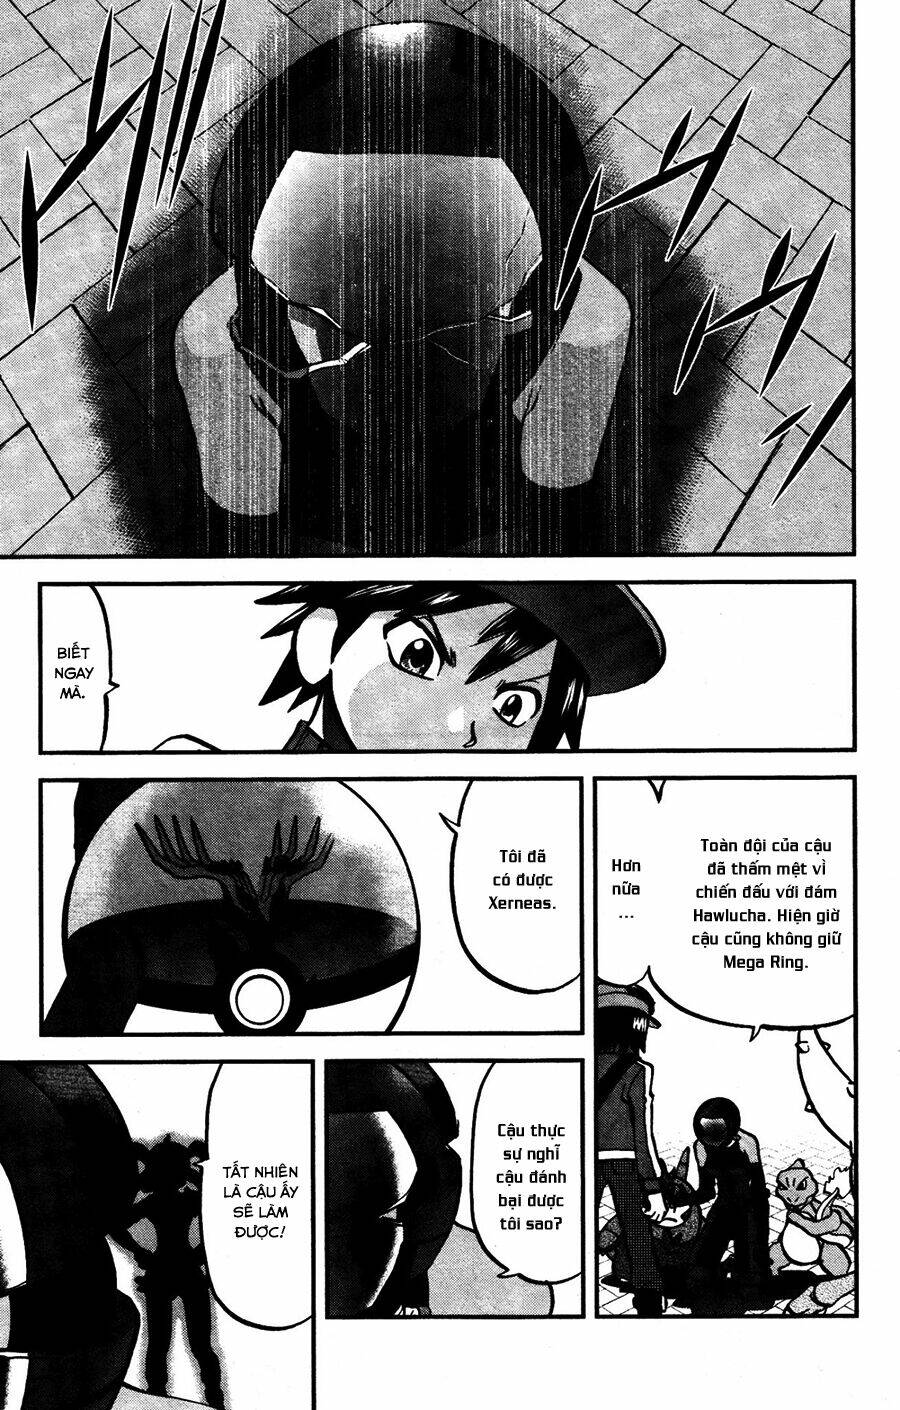 BIẾT
NGAY
MÀ.
Toàn đội của cậu
đã thấm mệt vì
chiến đấu với đám
Hawlucha. Hiện giờ
cậu cũng không giữ
Mega Ring.
Hơn
nữa
...
Tôi đã
có được
Xerneas.
Cậu thực
sự nghĩ
cậu đánh
bại được
tôi sao?
TẤT NHIÊN
LÀ CẬU ẤY
SẼ LÀM
ĐƯỢC!